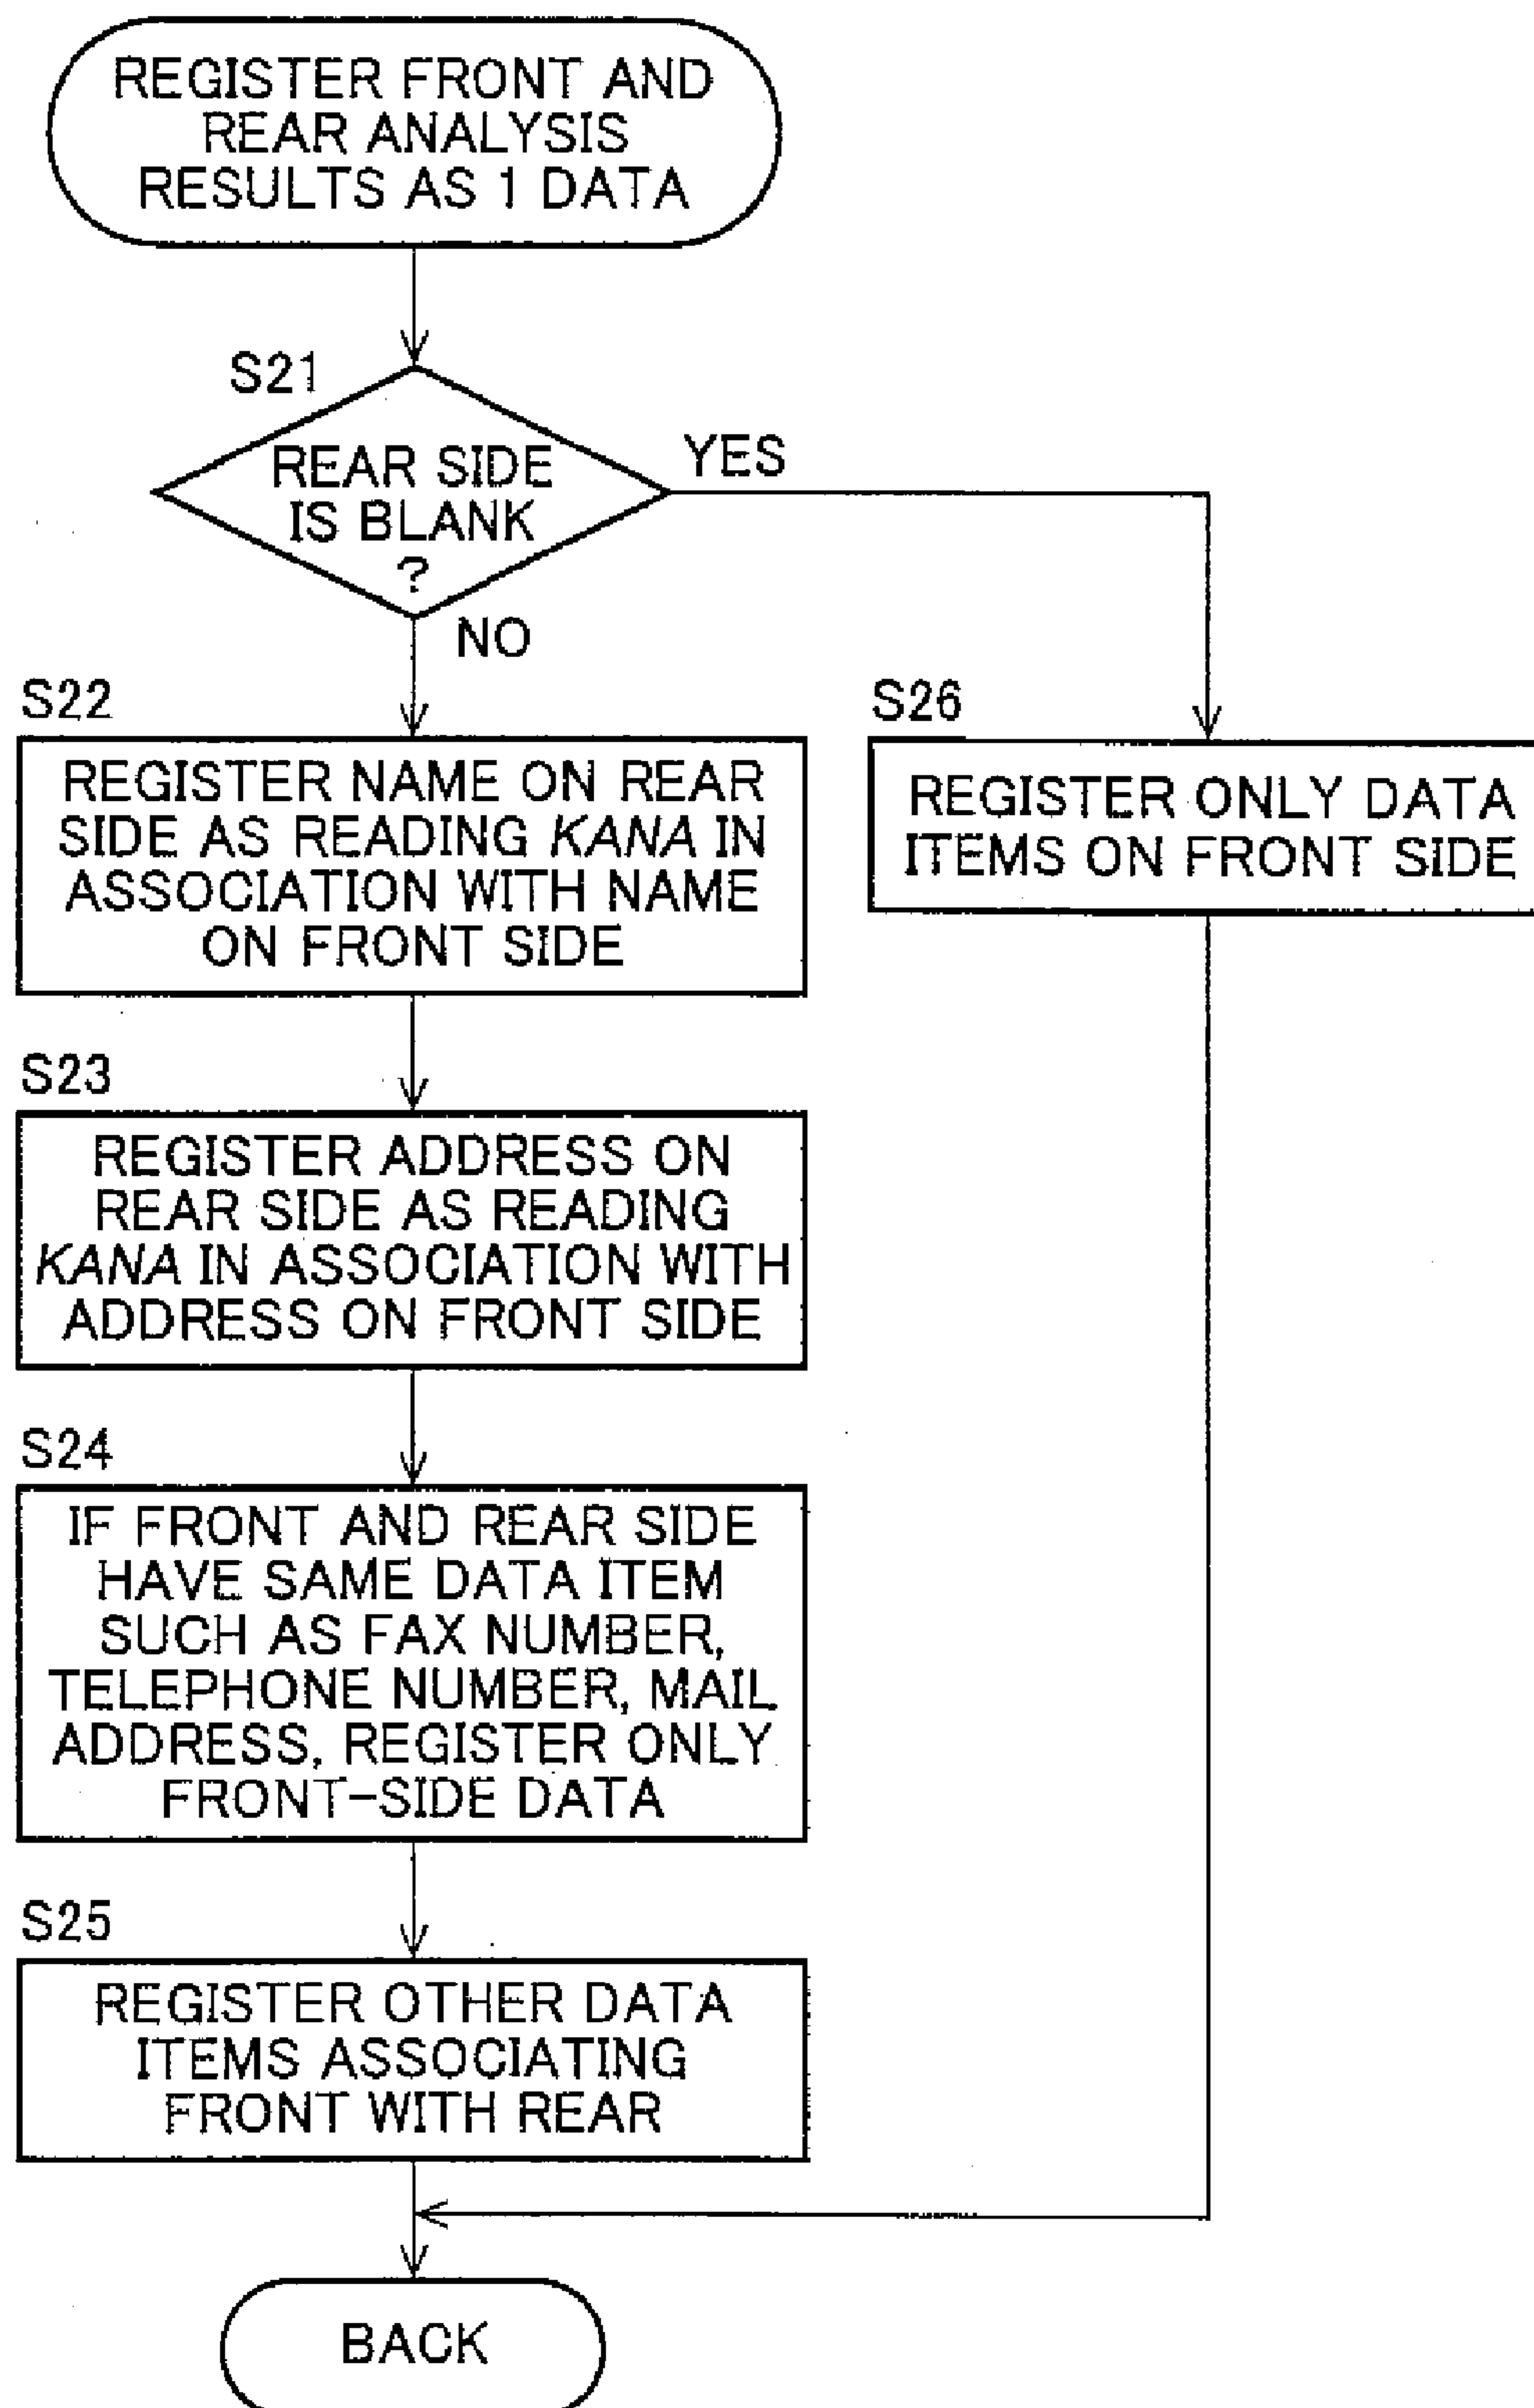 REGISTER FRONT AND
REAR ANALYSIS
RESULTS AS 1 DATA
S21
REAR SIDE
IS BLANK
?
YES
NO
S22
REGISTER NAME ON REAR
SIDE AS READING KANA IN
ASSOCIATION WITH NAME
ON FRONT SIDE
S26
REGISTER ONLY DATA
ITEMS ON FRONT SIDE
S23
REGISTER ADDRESS ON
REAR SIDE AS READING
KANA IN ASSOCIATION WITH
ADDRESS ON FRONT SIDE
S24
IF FRONT AND REAR SIDE
HAVE SAME DATA ITEM
SUCH AS FAX NUMBER,
TELEPHONE NUMBER, MAIL
ADDRESS, REGISTER ONLY
FRONT-SIDE DATA
S25
REGISTER OTHER DATA
ITEMS ASSOCIATING
FRONT WITH REAR
BACK